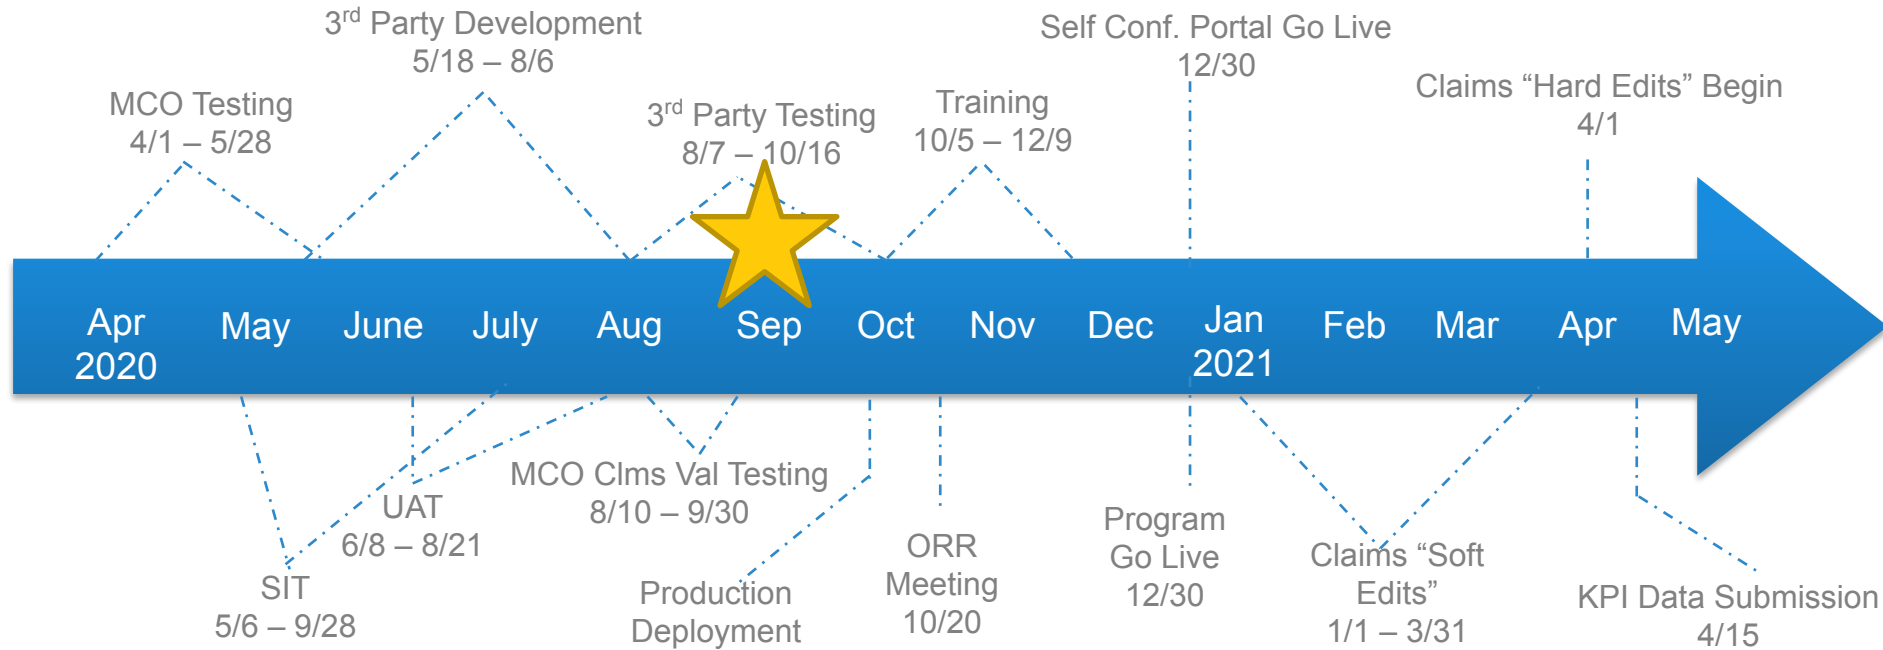 3rd Party Development
5/18 – 8/6
Self Conf. Portal Go Live
12/30
MCO Testing
4/1 – 5/28
3rd Party Testing
8/7 – 10/16
Training
10/5 – 12/9
Claims “Hard Edits” Begin
4/1
Apr
2020
May
June
July
Aug
Sep
Oct
Nov
Dec
Jan
2021
Feb
Mar
Apr
May
SIT
5/6 – 9/28
UAT
6/8 – 8/21
MCO Clms Val Testing
8/10 – 9/30
Production
Deployment
ORR
Meeting
10/20
Program
Go Live
12/30
Claims “Soft
Edits”
1/1 – 3/31
KPI Data Submission
4/15